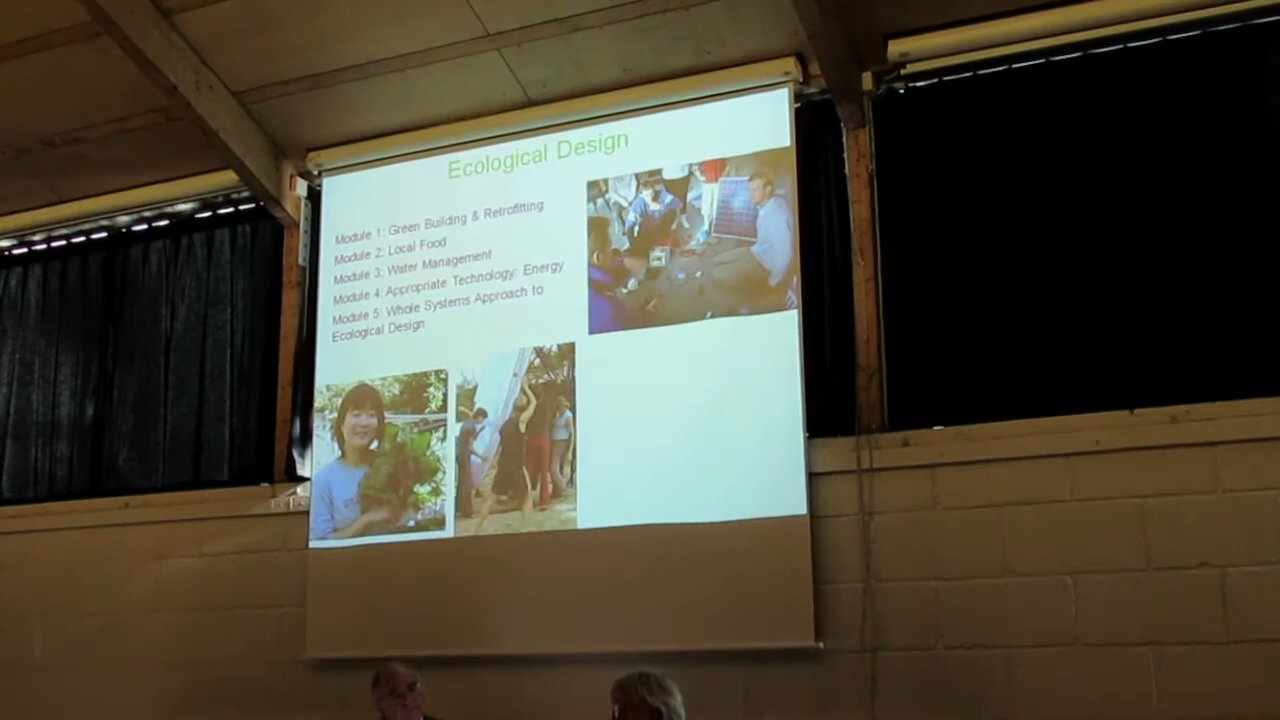 Ecological Design
Module 1: Green Building & Retrofitting
Module 2: Local Food
Module 3: Water Management
Module 4: Appropriate Technology: Energy
Module 5: Whole Systems Approach to
Ecological Design